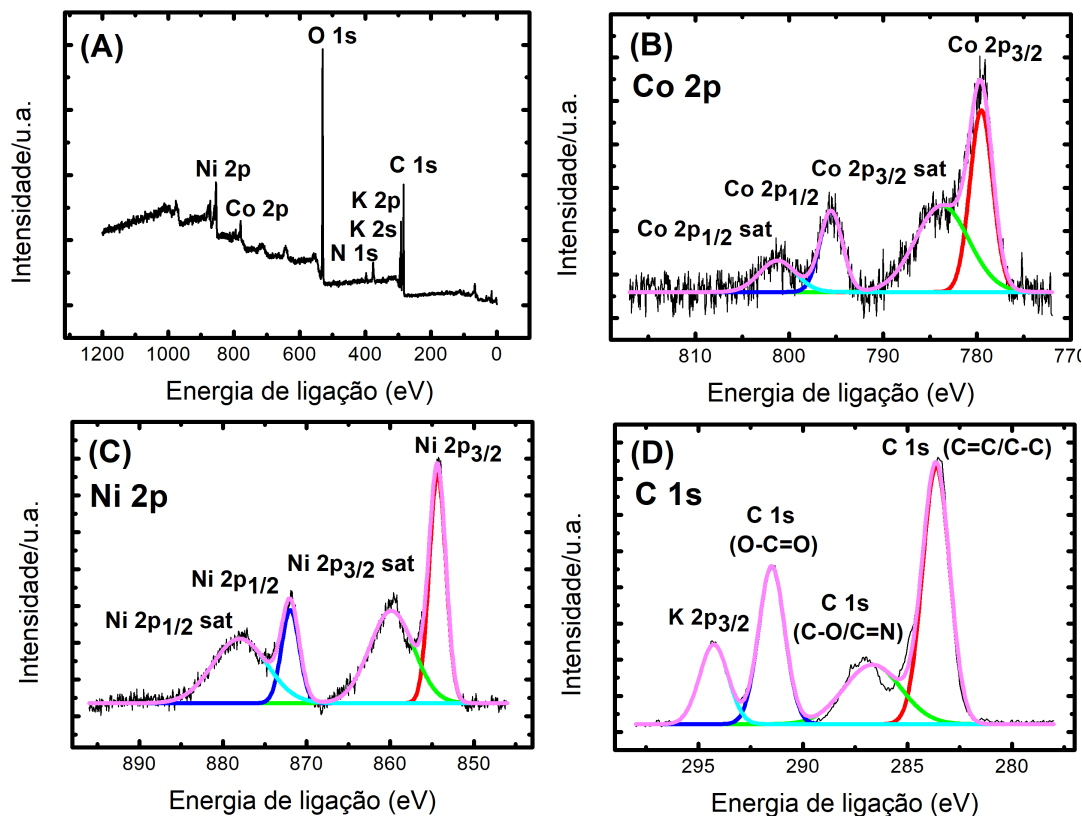 (A)
O 1s
Ni 2p
C 1s
K 2p
Co 2p
K 2s
N 1s
Intensidade/u.a.
1200 1000 800 600 400 200 0
Energia de ligação (eV)
(B)
Co 2p
Co 2p3/2
Co 2p3/2 sat
Co 2p1/2
Co 2p1/2 sat
Intensidade/u.a.
810 800 790 780 770
Energia de ligação (eV)
(C)
Ni 2p
Ni 2p3/2
Ni 2p3/2 sat
Ni 2p1/2
Ni 2p1/2 sat
Intensidade/u.a.
890 880 870 860 850
Energia de ligação (eV)
(D)
C 1s
C 1s (C=C/C-C)
C 1s
(O-C=O)
C 1s
(C-O/C=N)
K 2p3/2
Intensidade/u.a.
295 290 285 280
Energia de ligação (eV)